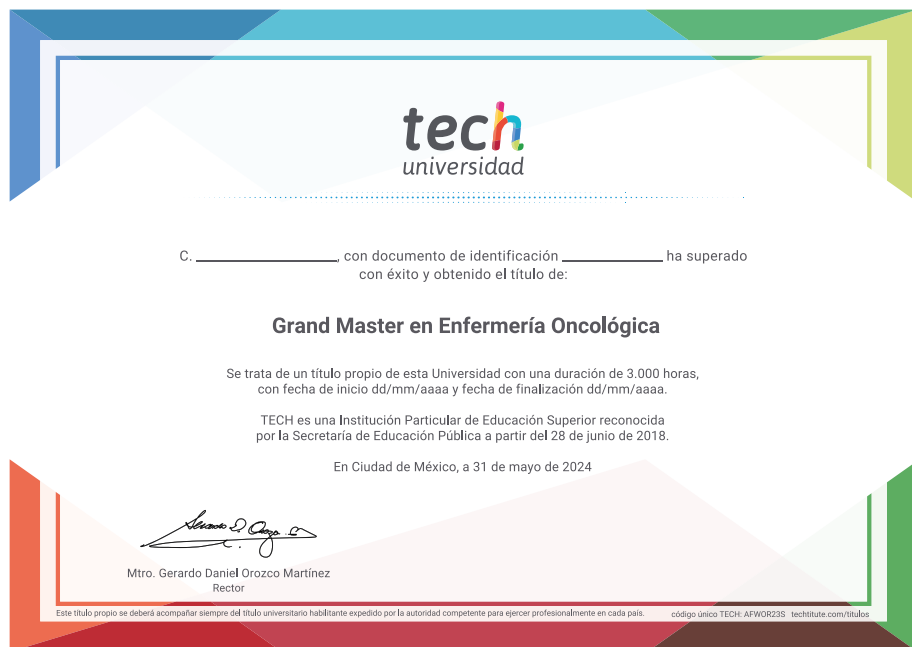 tech
universidad
C. ________, con documento de identificación ________ ha superado
con éxito y obtenido el título de:
Grand Master en Enfermería Oncológica
Se trata de un título propio de esta Universidad con una duración de 3.000 horas,
con fecha de inicio dd/mm/aaaa y fecha de finalización dd/mm/aaaa.
TECH es una Institución Particular de Educación Superior reconocida
por la Secretaría de Educación Pública a partir del 28 de junio de 2018.
En Ciudad de México, a 31 de mayo de 2024
Mtro. Gerardo Daniel Orozco Martínez
Rector
Este título propio se deberá acompañar siempre del título universitario habilitante expedido por la autoridad competente para ejercer profesionalmente en cada país. código único TECH: AFWOR23S techtitute.com/titulos